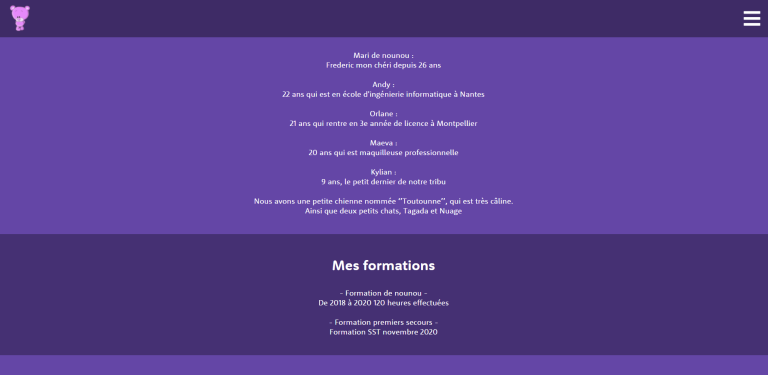 Mari de nounou :
Frederic mon chéri depuis 26 ans
Andy :
22 ans qui est en école d'ingénierie informatique à Nantes
Orlane :
21 ans qui rentre en 3e année de licence à Montpellier
Maeva :
20 ans qui est maquilleuse professionnelle
Kylian :
9 ans, le petit dernier de notre tribu
Nous avons une petite chienne nommée "Toutounne", qui est très câline.
Ainsi que deux petits chats, Tagada et Nuage
Mes formations
- Formation de nounou -
De 2018 à 2020 120 heures effectuées
- Formation premiers secours -
Formation SST novembre 2020